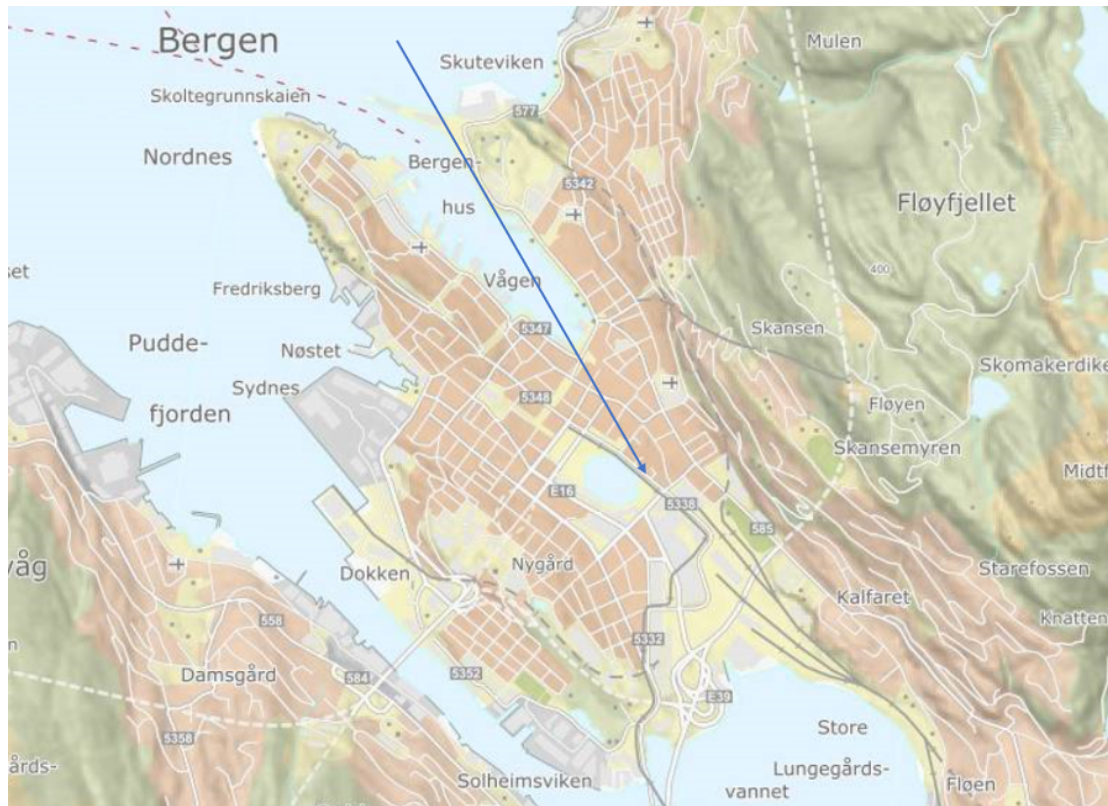 Bergen
Skuteviken
Mulen
Skoltegrunnskaien
577
Nordnes
Bergen-
hus
5342
Fløyfjellet
400
Vågen
set
Fredriksberg
5347
Skansen
Pudde-
fjorden
Nøstet
Sydnes
5348
Skomakerdike
Fløyen
Skansemyren
Midtf
E16
5338
585
våg
Dokken
Nygård
Starefossen
Kalfaret
Knatten
558
5332
n
Damsgård
584
5352
E39
5358
Store
Lungegårds-
vannet
årds-
Solheimsviken
Fløen